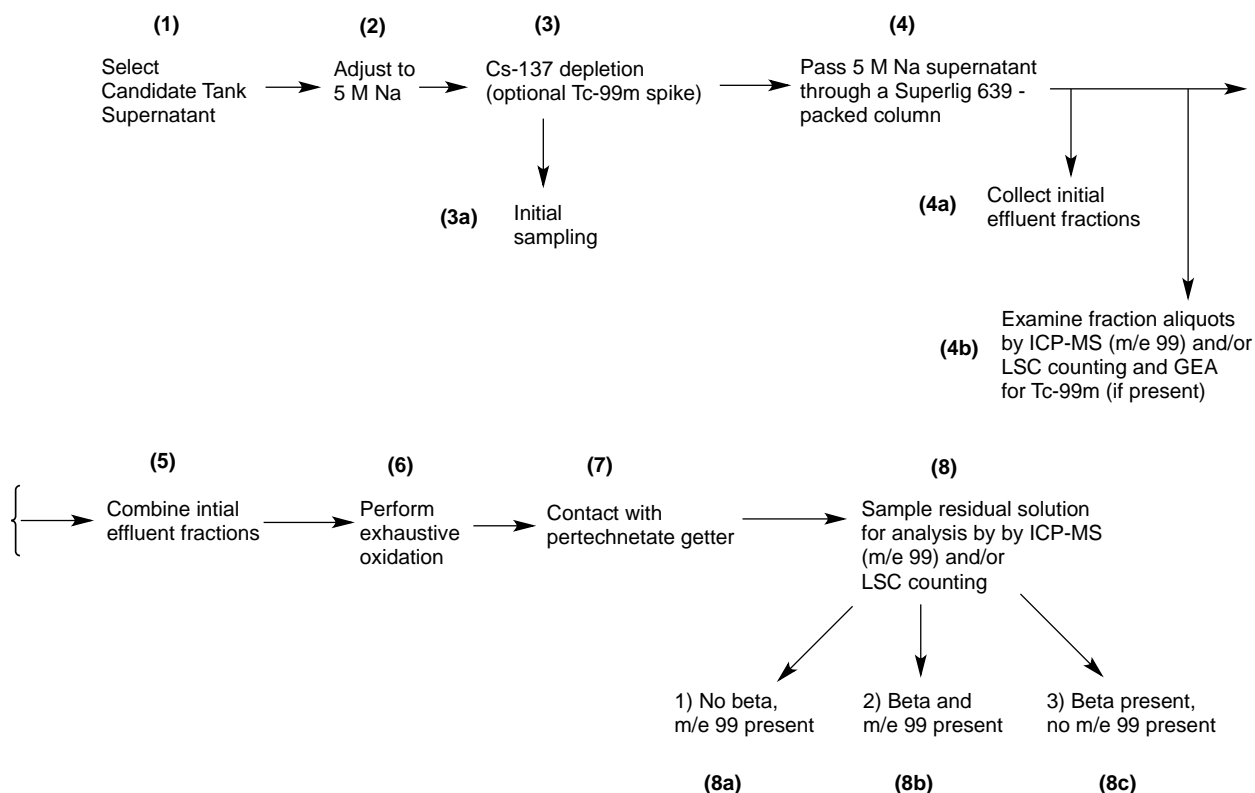 (1)
Select
Candidate Tank
Supernatant
(2)
Adjust to
5 M Na
(3)
Cs-137 depletion
(optional Tc-99m spike)
(3a)
Initial
sampling
(4)
Pass 5 M Na supernatant
through a Superlig 639 -
packed column
(4a)
Collect initial
effluent fractions
(4b)
Examine fraction aliquots
by ICP-MS (m/e 99) and/or
LSC counting and GEA
for Tc-99m (if present)
(5)
Combine intial
effluent fractions
(6)
Perform
exhaustive
oxidation
(7)
Contact with
pertechnetate getter
(8)
Sample residual solution
for analysis by by ICP-MS
(m/e 99) and/or
LSC counting
1) No beta,
m/e 99 present
(8a)
2) Beta and
m/e 99 present
(8b)
3) Beta present,
no m/e 99 present
(8c)